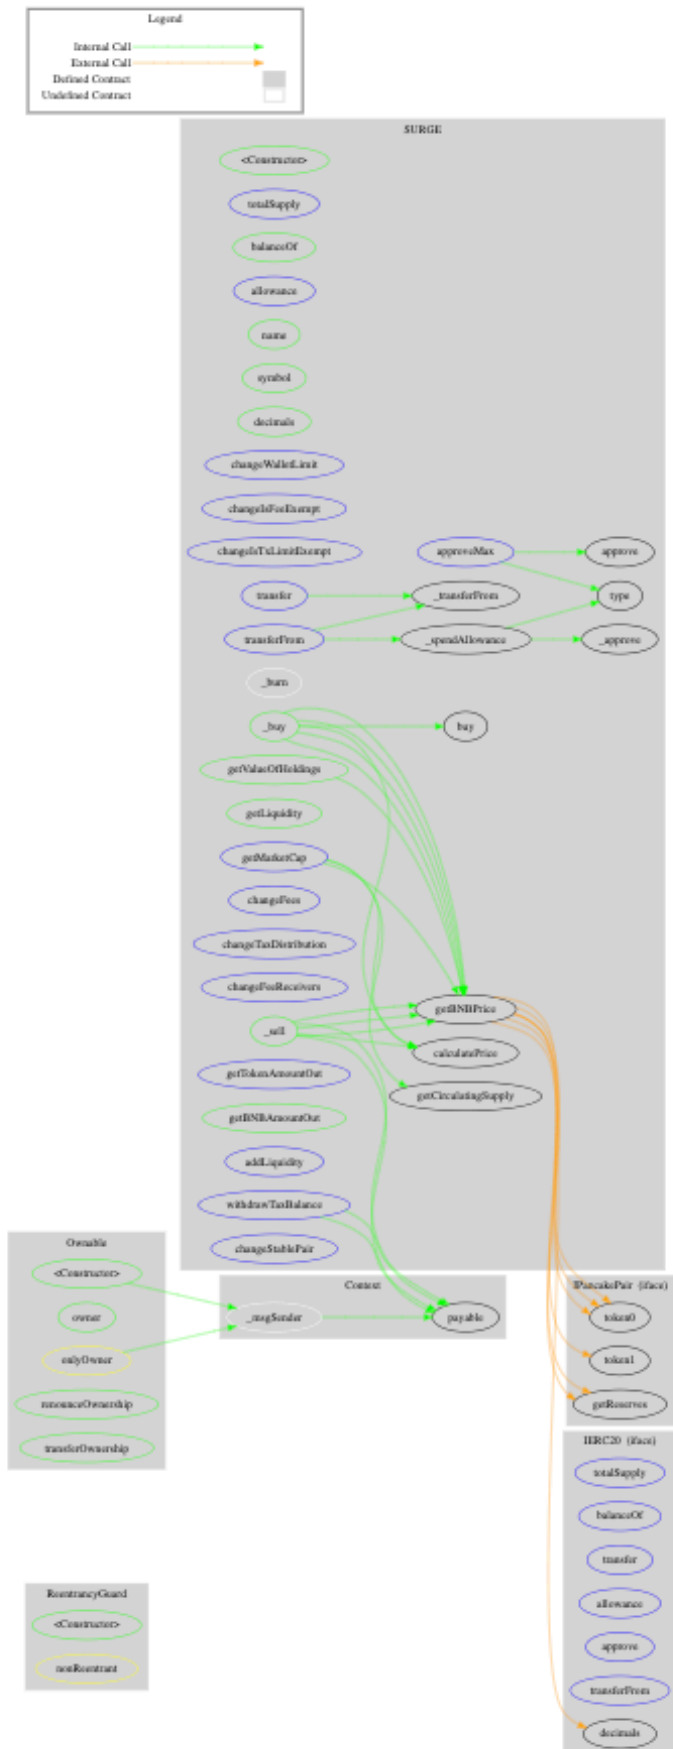 Legend
Internal Call
External Call
Defined Contract
Undefined Contract
SURGE
<Constructor>
totalSupply
balanceOf
allowance
name
symbol
decimals
changeWalletLimit
changeIsFeeExempt
changeIsTxLimitExempt
approveMax
approve
transfer
_transferFrom
type
transferFrom
_spendAllowance
_approve
_burn
_buy
buy
getValueOfHoldings
getLiquidity
getMarketCap
changeFees
changeTaxDistribution
changeFeeReceivers
getBNBPrice
_sell
calculatePrice
getTokenAmountOut
getCirculatingSupply
getBNBAmountOut
addLiquidity
withdrawTaxBalance
changeStablePair
Ownable
<Constructor>
owner
onlyOwner
renounceOwnership
transferOwnership
Context
_msgSender
payable
IPancakePair (iface)
token0
token1
getReserves
IERC20 (iface)
totalSupply
balanceOf
transfer
allowance
approve
transferFrom
decimals
ReentrancyGuard
<Constructor>
nonReentrant